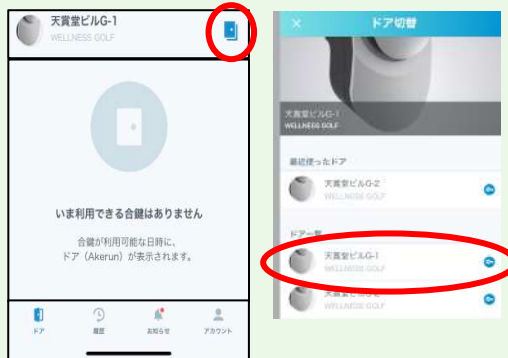 天賞堂ビルG-1
WELLNESS GOLF
いま利用できる合鍵はありません
合鍵が利用可能な日時に、
ドア（Akerun）が表示されます。
ドア
履歴
お知らせ
アカウント
ドア切替
天賞堂ビルG-1
WELLNESS GOLF
最近使ったドア
天賞堂ビルG-2
WELLNESS GOLF
ドア一覧
天賞堂ビルG-1
WELLNESS GOLF